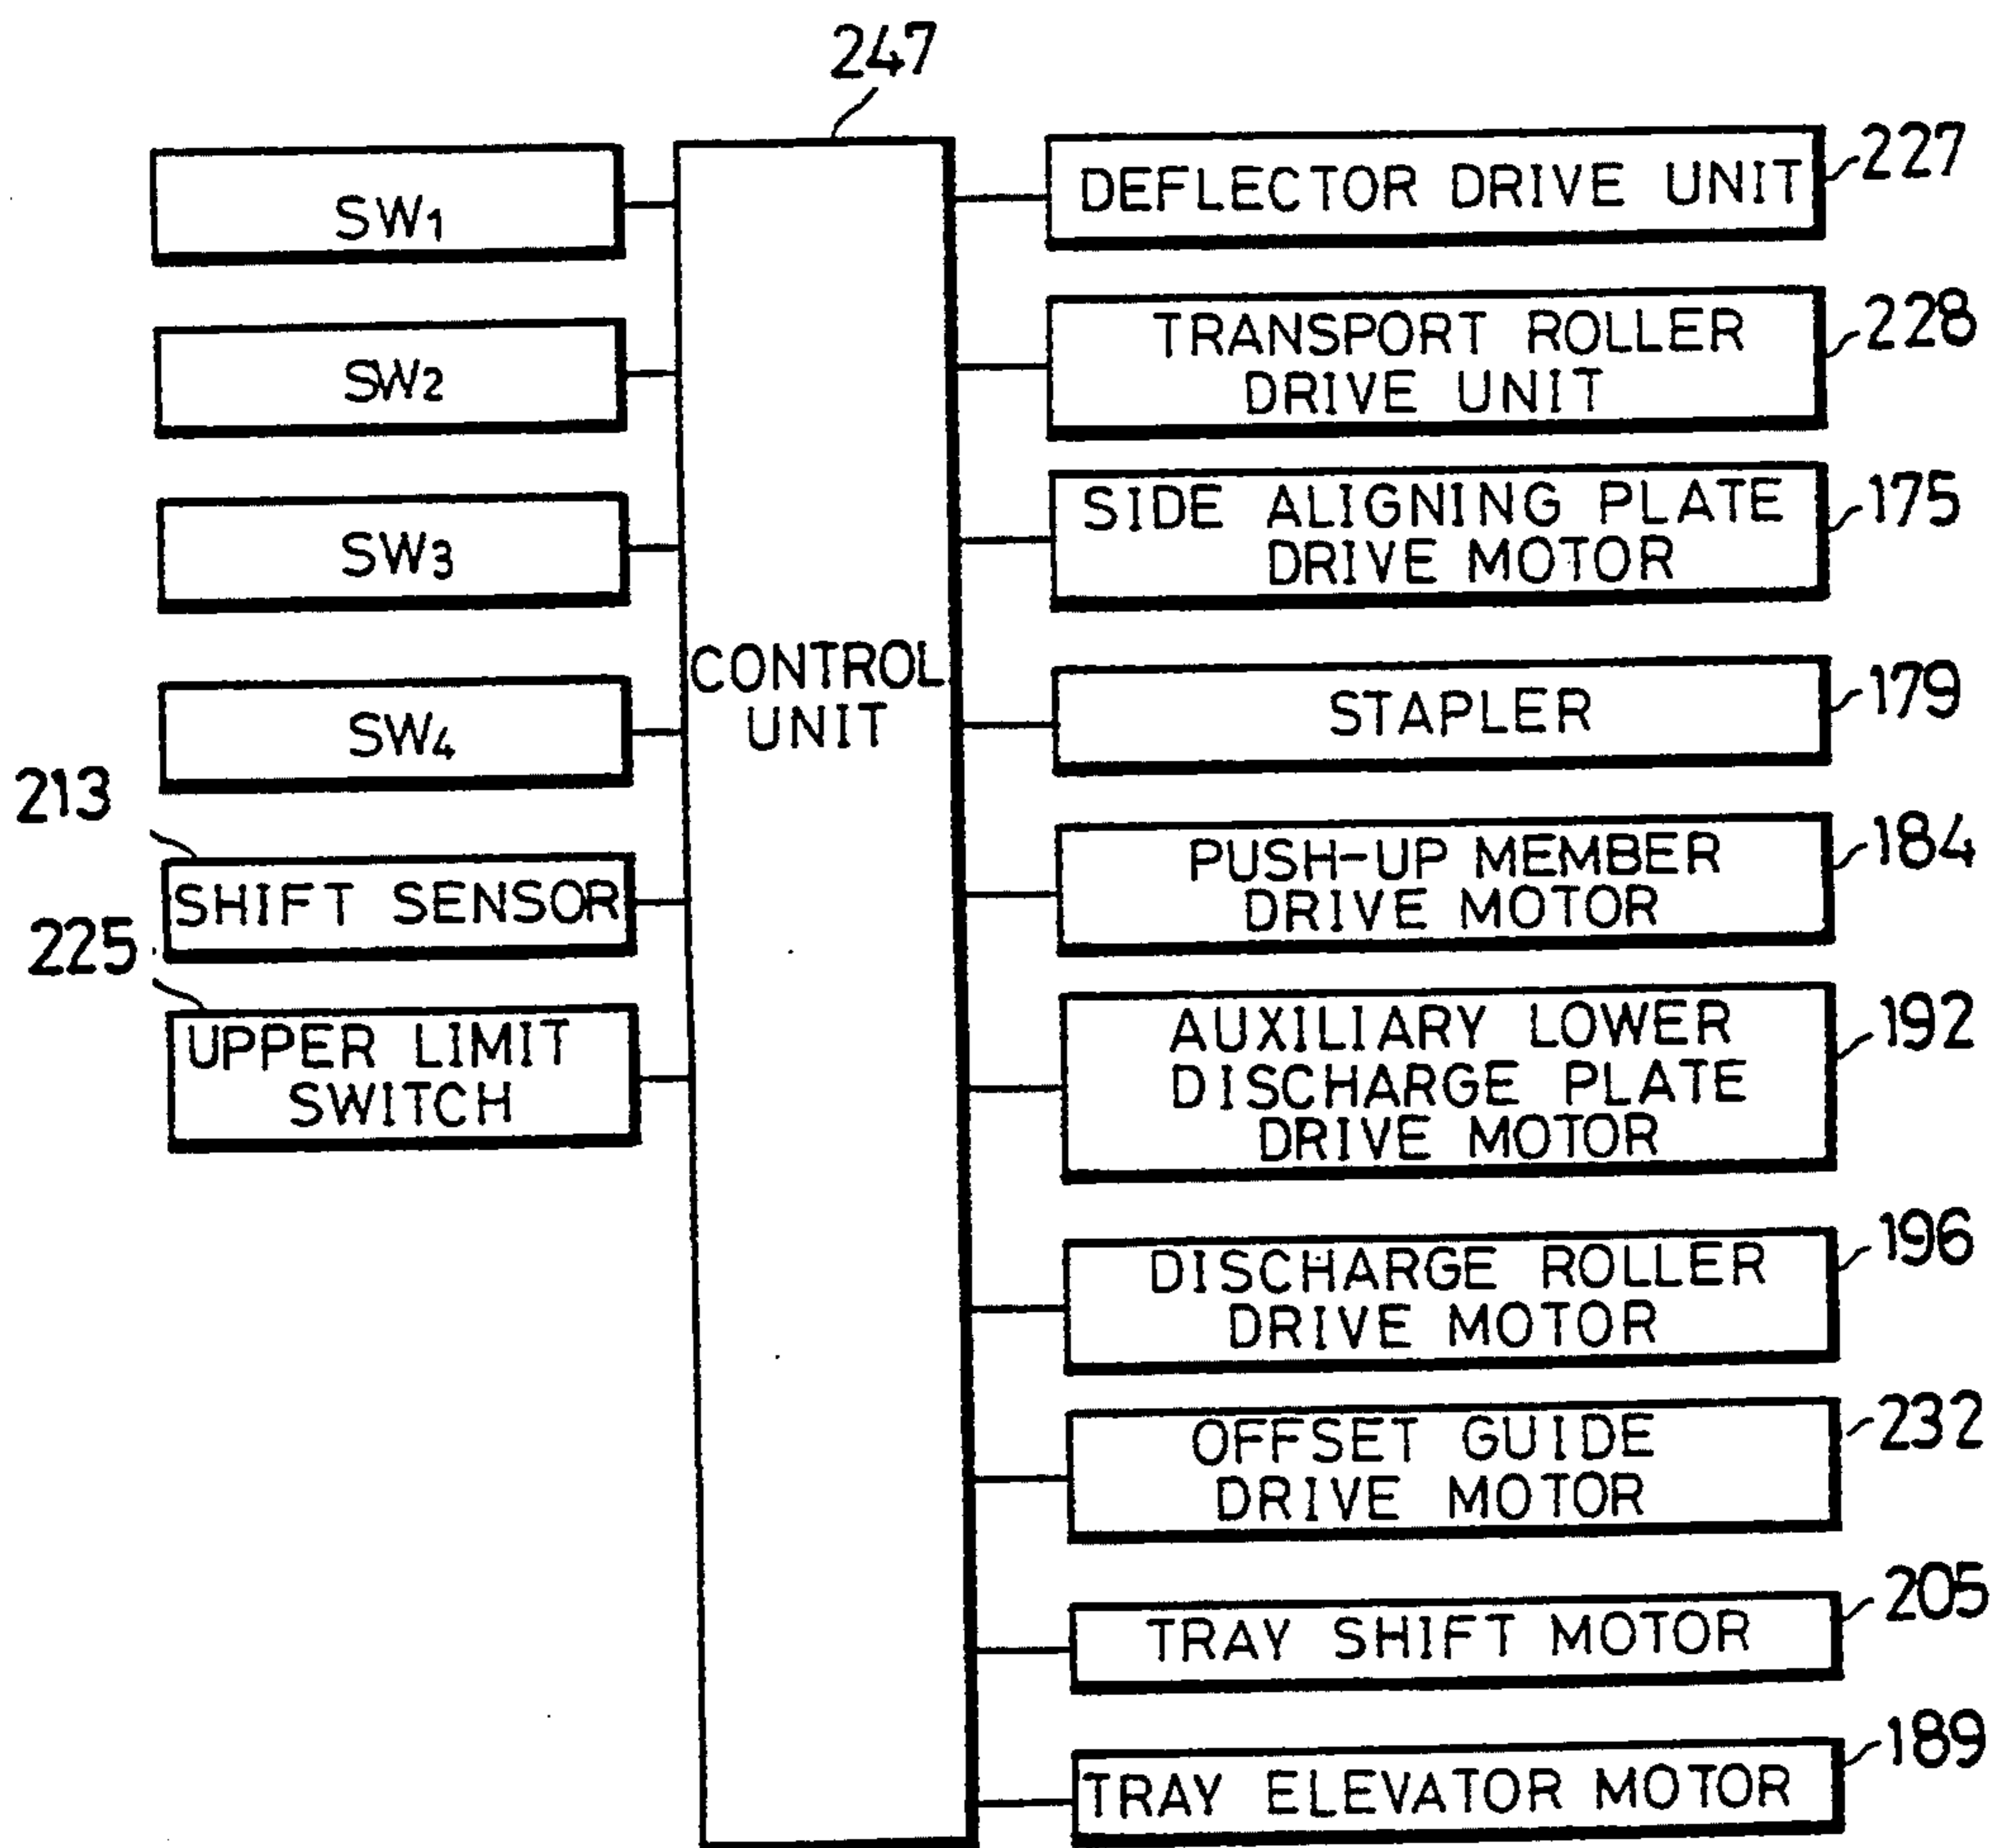 247
SW1
SW2
SW3
SW4
213
SHIFT SENSOR
225
UPPER LIMIT
SWITCH
CONTROL
UNIT
DEFLECTOR DRIVE UNIT
227
TRANSPORT ROLLER
DRIVE UNIT
228
SIDE ALIGNING PLATE
DRIVE MOTOR
175
STAPLER
179
PUSH-UP MEMBER
DRIVE MOTOR
184
AUXILIARY LOWER
DISCHARGE PLATE
DRIVE MOTOR
192
DISCHARGE ROLLER
DRIVE MOTOR
196
OFFSET GUIDE
DRIVE MOTOR
232
TRAY SHIFT MOTOR
205
TRAY ELEVATOR MOTOR
189